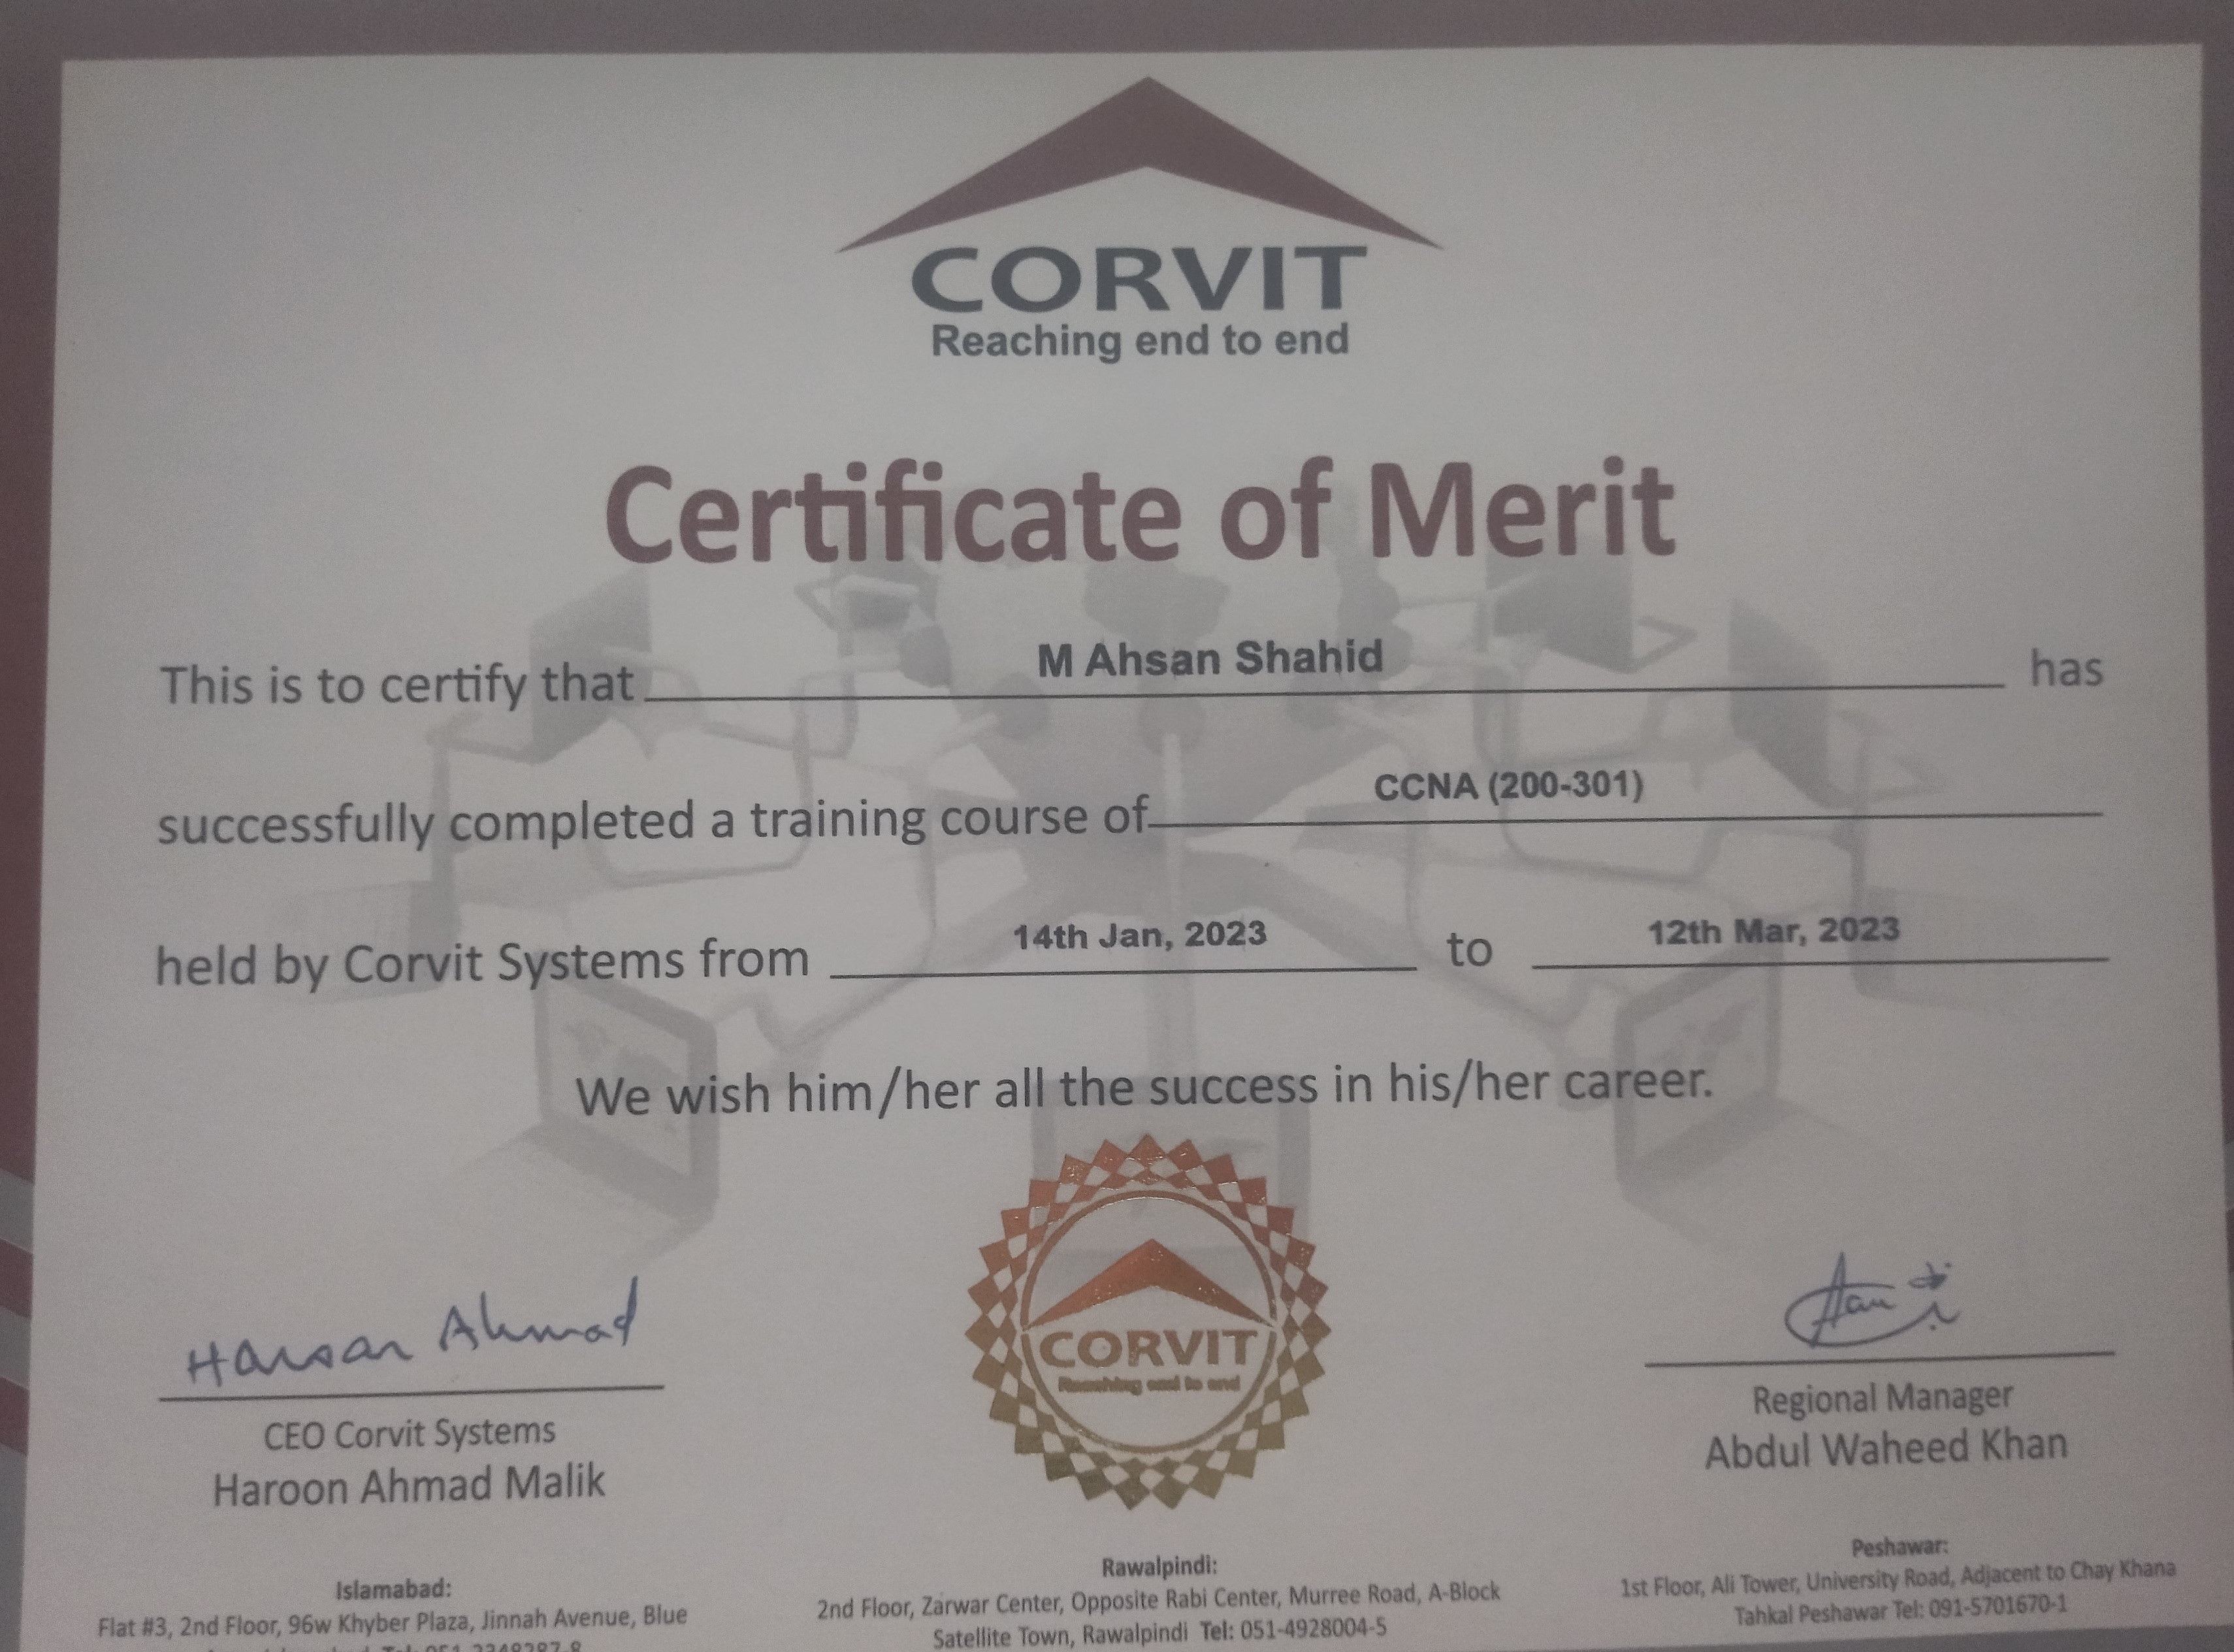 CORVIT
Reaching end to end
Certificate of Merit
This is to certify that M Ahsan Shahid has
successfully completed a training course of CCNA (200-301)
held by Corvit Systems from 14th Jan, 2023 to 12th Mar, 2023
We wish him/her all the success in his/her career.
CORVIT
Reaching end to end
Haroon Ahmad
CEO Corvit Systems
Haroon Ahmad Malik
Regional Manager
Abdul Waheed Khan
Islamabad:
Flat #3, 2nd Floor, 96w Khyber Plaza, Jinnah Avenue, Blue
Rawalpindi:
2nd Floor, Zarwar Center, Opposite Rabi Center, Murree Road, A-Block
Satellite Town, Rawalpindi Tel: 051-4928004-5
Peshawar:
1st Floor, Ali Tower, University Road, Adjacent to Chay Khana
Tahkal Peshawar Tel: 091-5701670-1